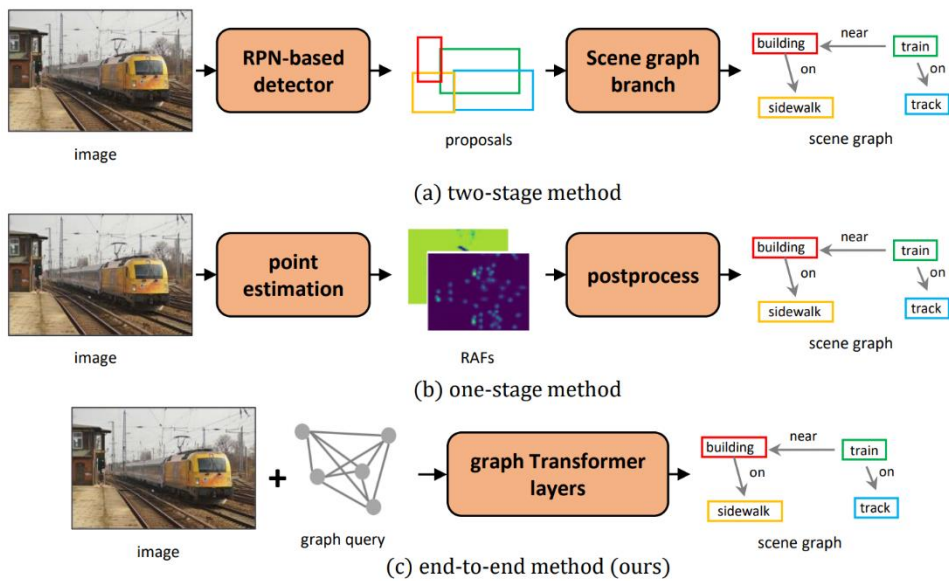 RPN-based
detector
Scene graph
branch
building
near
train
on
on
sidewalk
track
image
proposals
scene graph
(a) two-stage method
point
estimation
postprocess
building
near
train
on
on
sidewalk
track
image
RAFs
scene graph
(b) one-stage method
+
graph Transformer
layers
building
near
train
on
on
sidewalk
track
image
graph query
scene graph
(c) end-to-end method (ours)